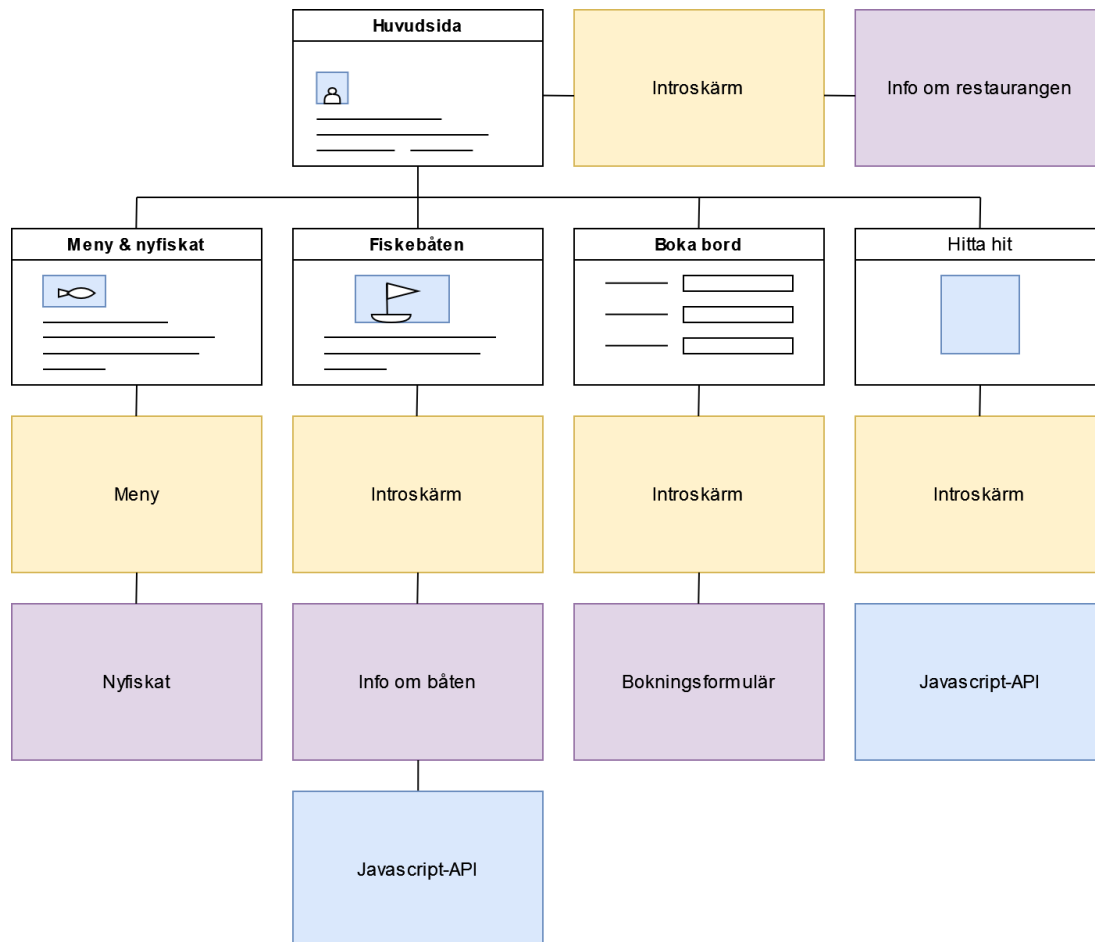 Huvudsida
Introskärm
Info om restaurangen
Meny & nyfiskat
Fiskebåten
Boka bord
Hitta hit
Meny
Introskärm
Introskärm
Introskärm
Nyfiskat
Info om båten
Bokningsformulär
Javascript-API
Javascript-API